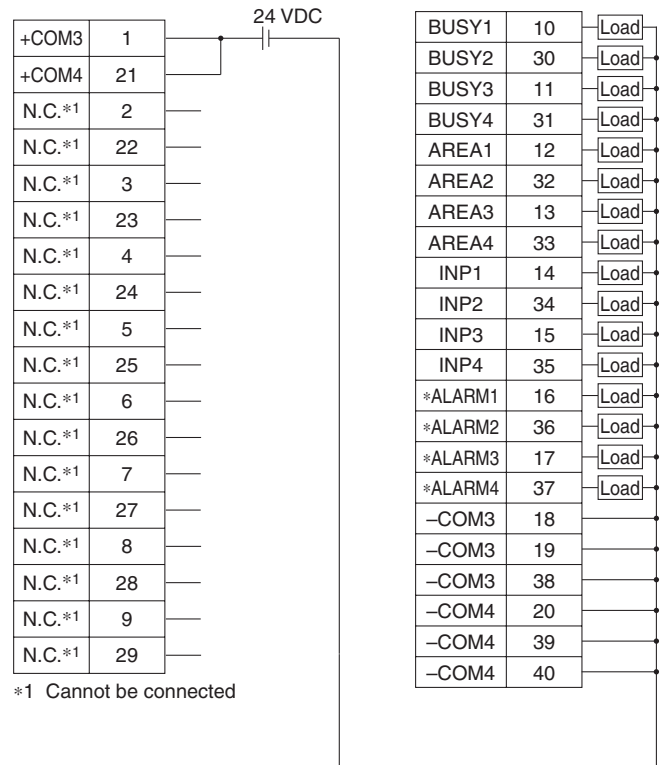 24 VDC
+COM3 1
+COM4 21
N.C.*1 2
N.C.*1 22
N.C.*1 3
N.C.*1 23
N.C.*1 4
N.C.*1 24
N.C.*1 5
N.C.*1 25
N.C.*1 6
N.C.*1 26
N.C.*1 7
N.C.*1 27
N.C.*1 8
N.C.*1 28
N.C.*1 9
N.C.*1 29
*1 Cannot be connected
BUSY1 10 Load
BUSY2 30 Load
BUSY3 11 Load
BUSY4 31 Load
AREA1 12 Load
AREA2 32 Load
AREA3 13 Load
AREA4 33 Load
INP1 14 Load
INP2 34 Load
INP3 15 Load
INP4 35 Load
*ALARM1 16 Load
*ALARM2 36 Load
*ALARM3 17 Load
*ALARM4 37 Load
–COM3 18
–COM3 19
–COM3 38
–COM4 20
–COM4 39
–COM4 40